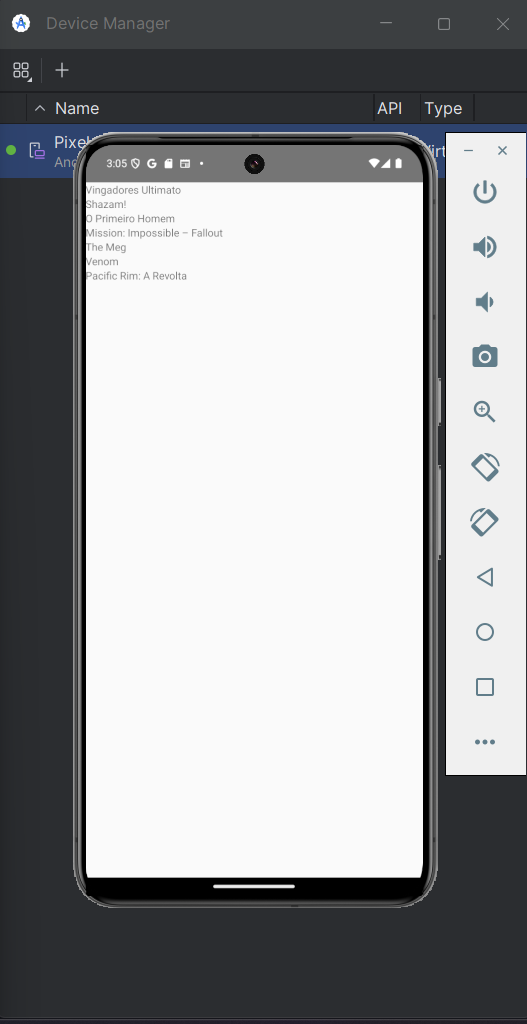 Device Manager
Name API Type
Pixel
3:05
Vingadores Ultimato
Shazam!
O Primeiro Homem
Mission: Impossible – Fallout
The Meg
Venom
Pacific Rim: A Revolta